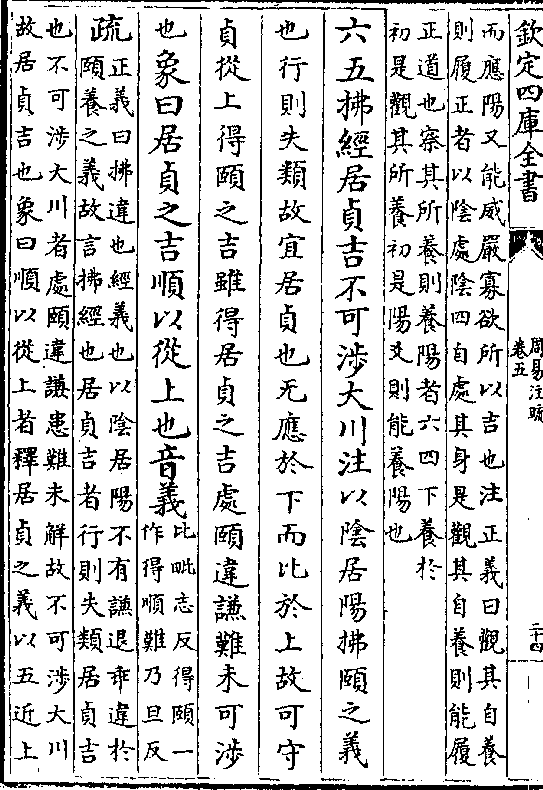 欽定四庫全書
周易注疏
卷五
二十四
而應陽又能威嚴寡欲所以吉也注正義曰觀其自養
則履正者以陰處陰四自處其身是觀其自養則能履
正道也察其所養則養陽者六四下養於
初是觀其所養初是陽爻則能養陽也
六五拂經居貞吉不可涉大川注以陰居陽拂頤之義
也行則失類故宜居貞也无應於下而比於上故可守
貞從上得頤之吉雖得居貞之吉處頤違謙難未可涉
也象曰居貞之吉順以從上也音義
比毗志反得頤一
作得順難乃旦反
疏
正義曰拂違也經義也以陰居陽不有謙退乖違於
頤養之義故言拂經也居貞吉者行則失類居貞吉
也不可涉大川者處頤違謙患難未解故不可涉大川
故居貞吉也象曰順以從上者釋居貞之義以五近上